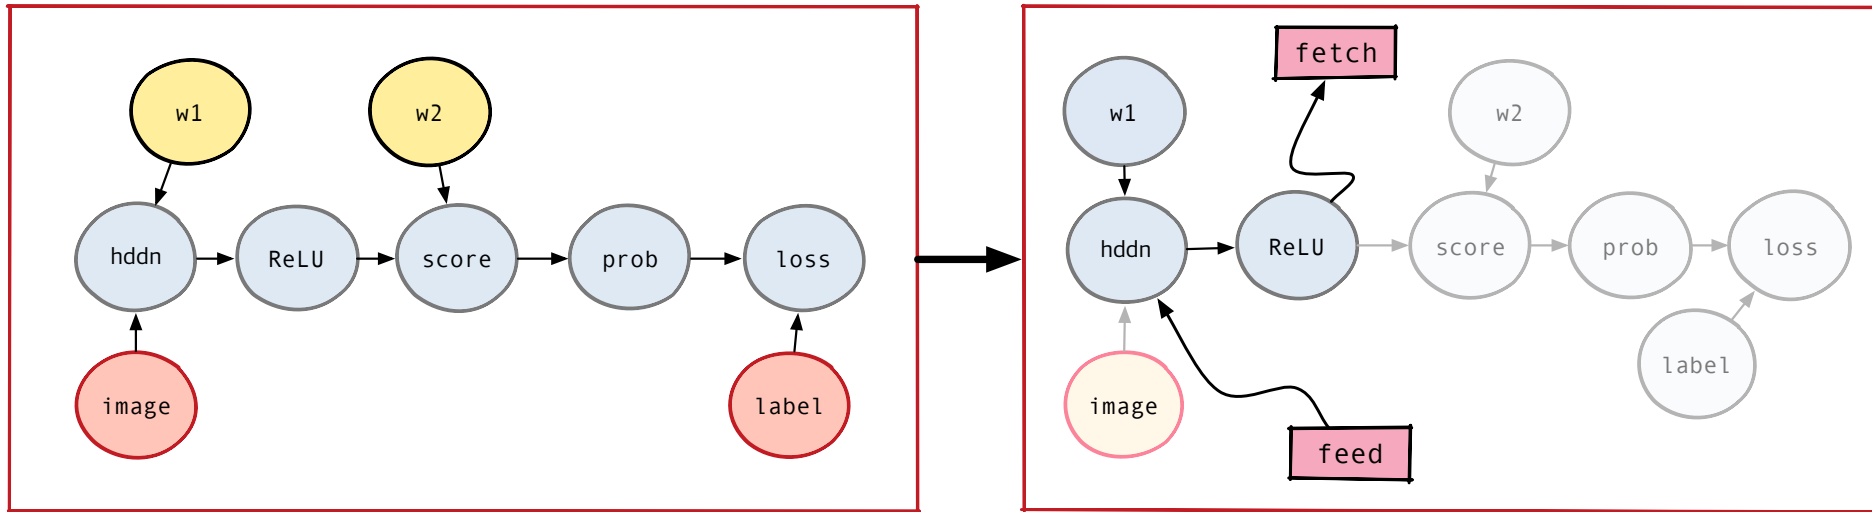 w1
w2
hddn
ReLU
score
prob
loss
image
label
fetch
w1
w2
hddn
ReLU
score
prob
loss
label
image
feed